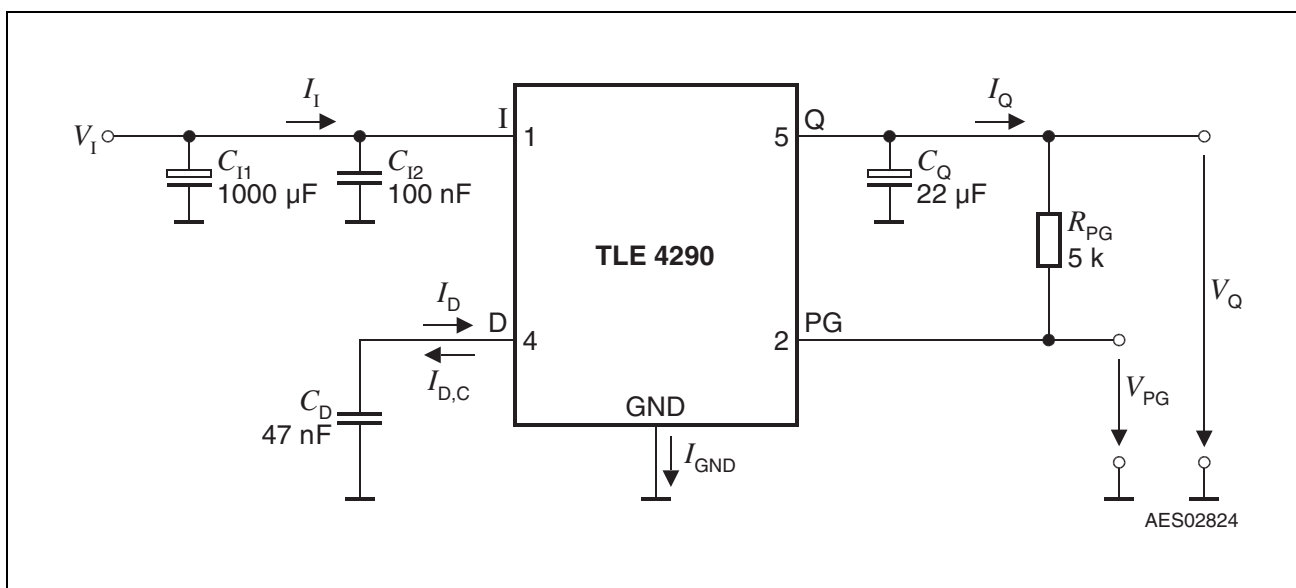 I_I
I_Q
V_I
I
1
Q
5
C_I1
1000 µF
C_I2
100 nF
C_Q
22 µF
R_PG
5 k
TLE 4290
I_D
D
4
I_D,C
PG
2
V_Q
C_D
47 nF
GND
V_PG
I_GND
AES02824